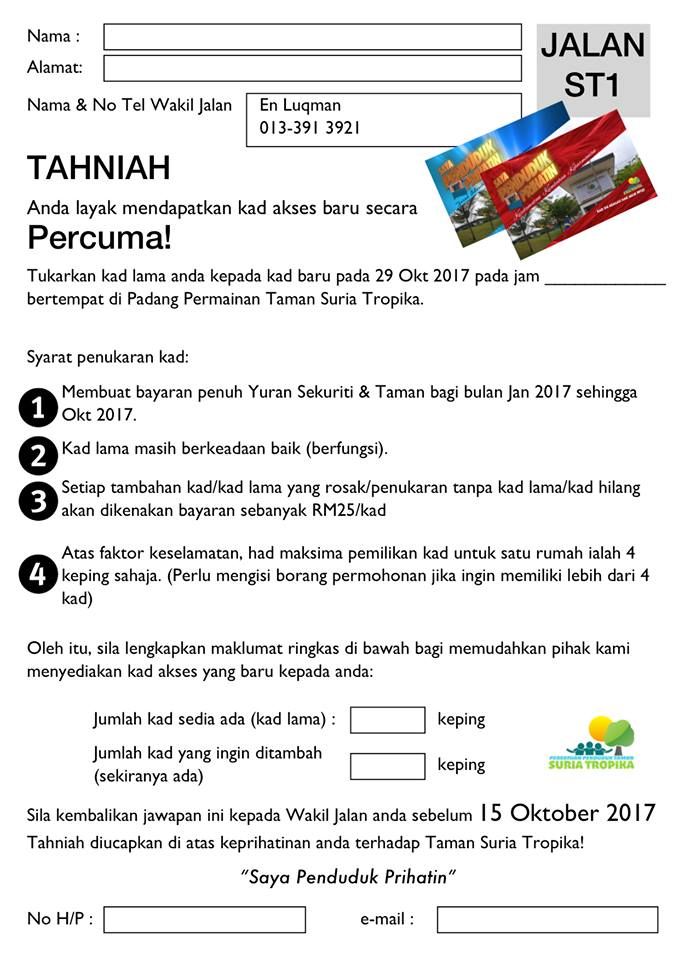 Nama :
JALAN
ST1
Alamat:
Nama & No Tel Wakil Jalan
En Luqman
013-391 3921
TAHNIAH
Anda layak mendapatkan kad akses baru secara
Percuma!
SAYA
PENDUDUK
PRIHATIN
Tukarkan kad lama anda kepada kad baru pada 29 Okt 2017 pada jam _____________
bertempat di Padang Permainan Taman Suria Tropika.
Syarat penukaran kad:
1 Membuat bayaran penuh Yuran Sekuriti & Taman bagi bulan Jan 2017 sehingga
Okt 2017.
2 Kad lama masih berkeadaan baik (berfungsi).
3 Setiap tambahan kad/kad lama yang rosak/penukaran tanpa kad lama/kad hilang
akan dikenakan bayaran sebanyak RM25/kad
4 Atas faktor keselamatan, had maksima pemilikan kad untuk satu rumah ialah 4
keping sahaja. (Perlu mengisi borang permohonan jika ingin memiliki lebih dari 4
kad)
Oleh itu, sila lengkapkan maklumat ringkas di bawah bagi memudahkan pihak kami
menyediakan kad akses yang baru kepada anda:
Jumlah kad sedia ada (kad lama) :
keping
Jumlah kad yang ingin ditambah
(sekiranya ada)
keping
PERSATUAN PENDUDUK TAMAN
SURIA TROPIKA
Sila kembalikan jawapan ini kepada Wakil Jalan anda sebelum 15 Oktober 2017
Tahniah diucapkan di atas keprihatinan anda terhadap Taman Suria Tropika!
"Saya Penduduk Prihatin"
No H/P :
e-mail :